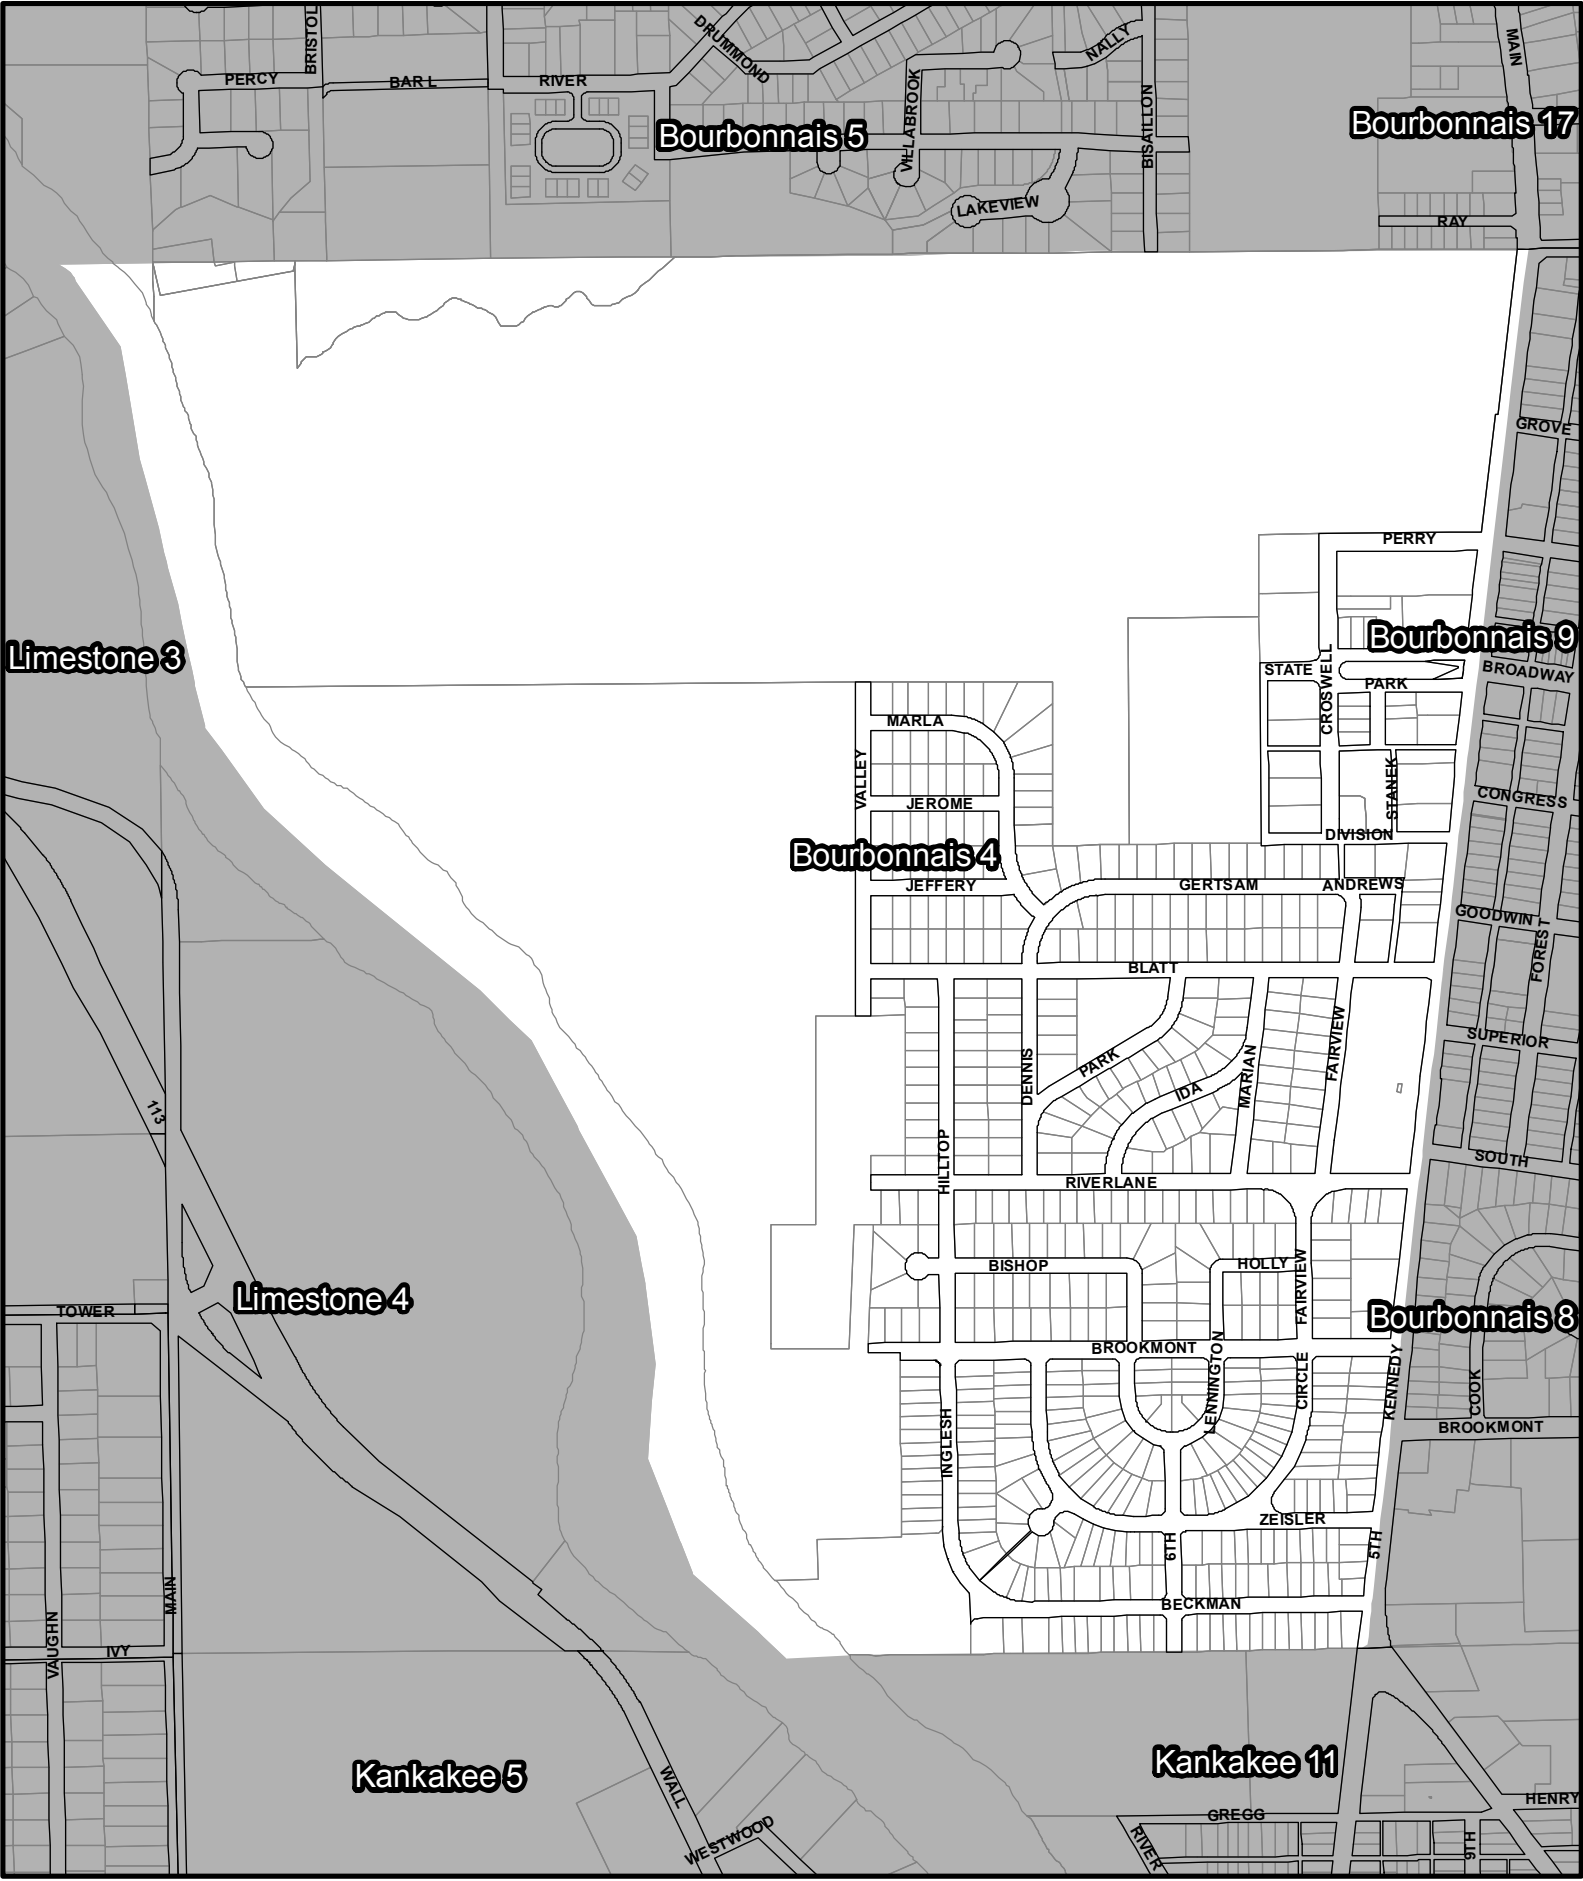 BRISTOL
DRUMMOND
NALLY
MAIN
PERCY
BAR L
RIVER
VILLABROOK
BISAILLON
Bourbonnais 5
Bourbonnais 17
LAKEVIEW
RAY
GROVE
PERRY
Limestone 3
Bourbonnais 9
STATE
CROSWELL
PARK
BROADWAY
MARLA
VALLEY
STANEK
CONGRESS
JEROME
DIVISION
Bourbonnais 4
JEFFERY
GERTSAM
ANDREWS
GOODWIN
FOREST
BLATT
SUPERIOR
FAIRVIEW
DENNIS
PARK
IDA
MARIAN
113
HILLTOP
SOUTH
RIVERLANE
BISHOP
HOLLY
FAIRVIEW
Limestone 4
TOWER
Bourbonnais 8
BROOKMONT
LENNINGTON
CIRCLE
KENNEDY
COOK
BROOKMONT
INGLESH
ZEISLER
6TH
5TH
MAIN
BECKMAN
VAUGHN
IVY
Kankakee 5
Kankakee 11
WALL
HENRY
GREGG
WESTWOOD
RIVER
9TH